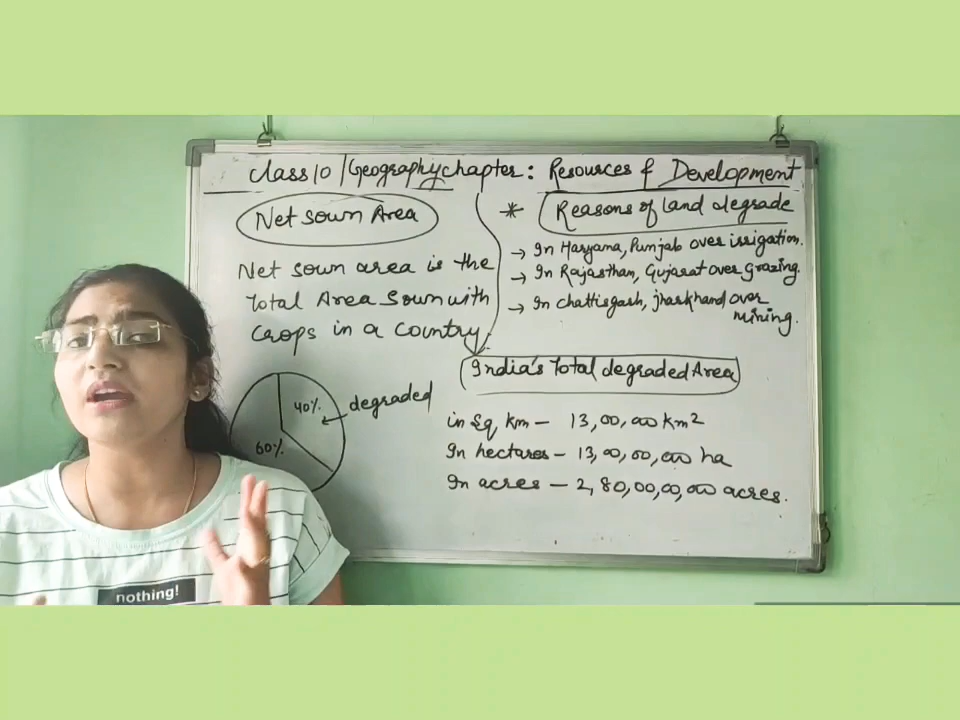 Class 10 / Geography chapter : Resources & Development
Net sown Area
Net sown area is the
Total Area sown with
Crops in a Country
40%
60%
degraded
* Reasons of land degrade
→ In Haryana, Punjab over irrigation.
→ In Rajasthan, Gujarat over Grazing.
→ In chattisgarh, jharkhand over
mining.
India's Total degraded Area
in Sq Km – 13,00,000 km2
In hectares – 13,00,00,000 ha
In acres – 2,80,00,00,000 acres.
nothing!